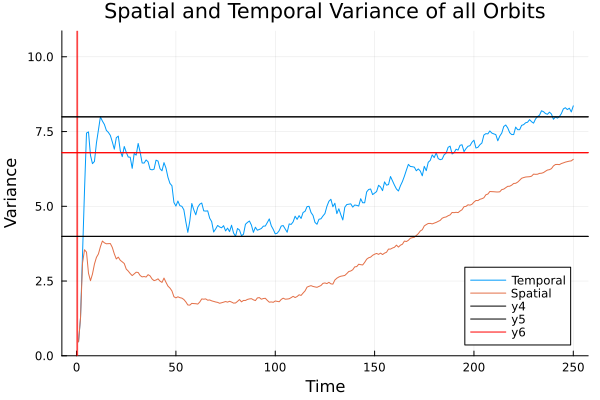 Spatial and Temporal Variance of all Orbits
10.0
7.5
5.0
2.5
0.0
Variance
0
50
100
150
200
250
Time
Temporal
Spatial
y4
y5
y6